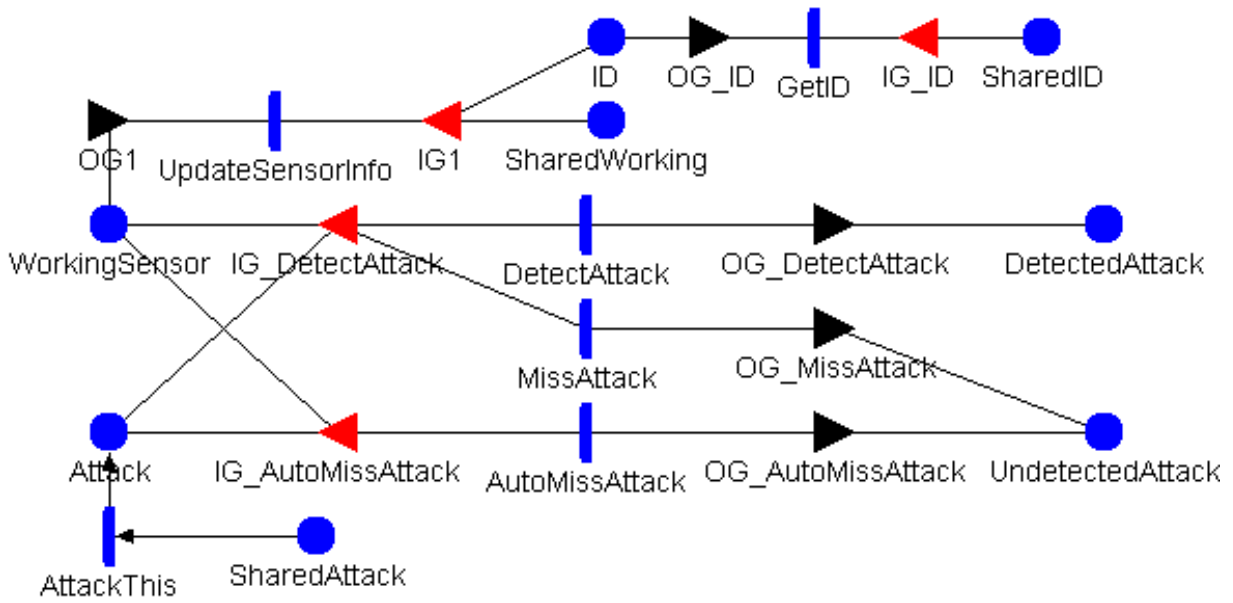 ID
OG_ID
GetID
IG_ID
SharedID
OG1
UpdateSensorInfo
IG1
SharedWorking
WorkingSensor
IG_DetectAttack
DetectAttack
OG_DetectAttack
DetectedAttack
MissAttack
OG_MissAttack
Attack
IG_AutoMissAttack
AutoMissAttack
OG_AutoMissAttack
UndetectedAttack
AttackThis
SharedAttack